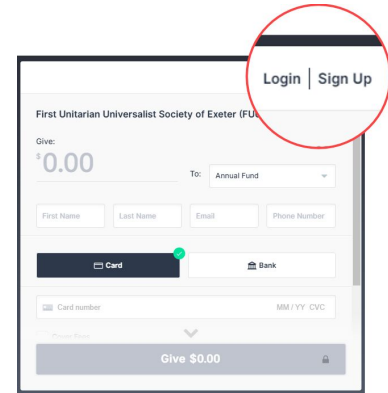 Login | Sign Up
First Unitarian Universalist Society of Exeter (FU
Give:
$0.00
To: Annual Fund
First Name Last Name Email Phone Number
Card Bank
Card number MM / YY CVC
Give $0.00